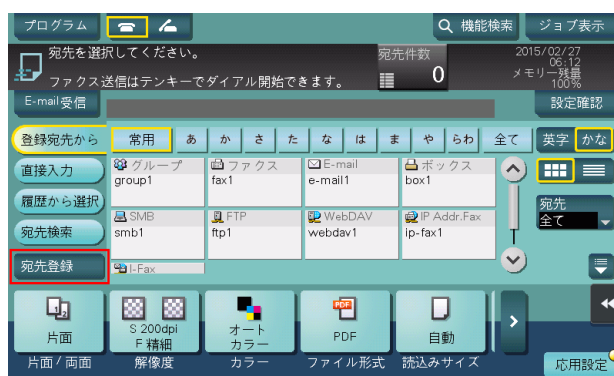 プログラム
機能検索
ジョブ表示
宛先を選択してください。
ファクス送信はテンキーでダイアル開始できます。
宛先件数
0
2015/02/27
06:12
メモリー残量
100%
E-mail受信
設定確認
登録宛先から
常用
あ
か
さ
た
な
は
ま
や
らわ
全て
英字
かな
直接入力
履歴から選択
宛先検索
宛先登録
グループ
group1
ファクス
fax1
E-mail
e-mail1
ボックス
box1
SMB
smb1
FTP
ftp1
WebDAV
webdav1
IP Addr.Fax
ip-fax1
I-Fax
宛先
全て
片面
片面 / 両面
S 200dpi
F 精細
解像度
オート
カラー
カラー
PDF
PDF
ファイル形式
自動
読込みサイズ
応用設定